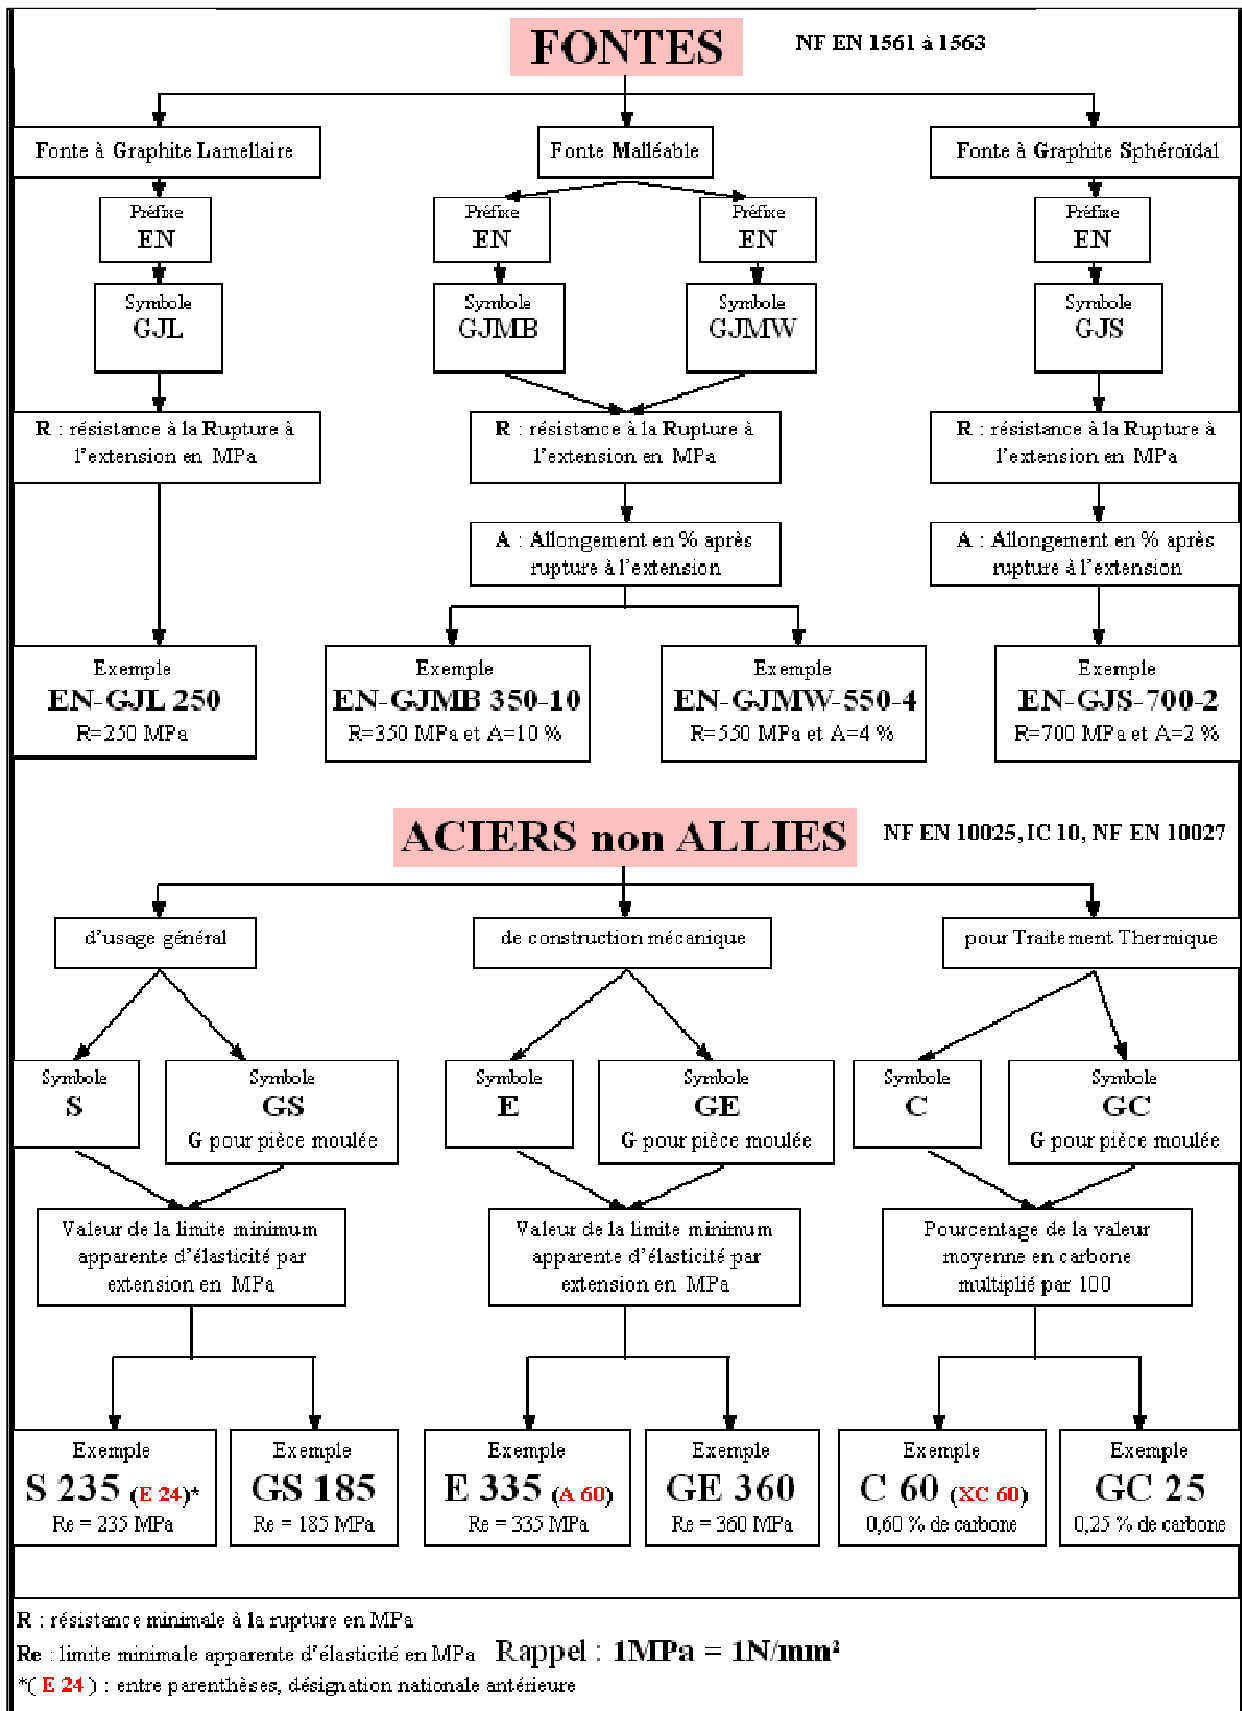 FONTES
NF EN 1561 à 1563
Fonte à Graphite Lamellaire
Fonte Malléable
Fonte à Graphite Sphéroïdal
Préfixe
EN
Préfixe
EN
Préfixe
EN
Préfixe
EN
Symbole
GJL
Symbole
GJMB
Symbole
GJMW
Symbole
GJS
R : résistance à la Rupture à
l'extension en MPa
R : résistance à la Rupture à
l'extension en MPa
R : résistance à la Rupture à
l'extension en MPa
A : Allongement en % après
rupture à l'extension
A : Allongement en % après
rupture à l'extension
Exemple
EN-GJL 250
R=250 MPa
Exemple
EN-GJMB 350-10
R=350 MPa et A=10 %
Exemple
EN-GJMW-550-4
R=550 MPa et A=4 %
Exemple
EN-GJS-700-2
R=700 MPa et A=2 %
ACIERS non ALLIES
NF EN 10025, IC 10, NF EN 10027
d'usage général
de construction mécanique
pour Traitement Thermique
Symbole
S
Symbole
GS
G pour pièce moulée
Symbole
E
Symbole
GE
G pour pièce moulée
Symbole
C
Symbole
GC
G pour pièce moulée
Valeur de la limite minimum
apparente d'élasticité par
extension en MPa
Valeur de la limite minimum
apparente d'élasticité par
extension en MPa
Pourcentage de la valeur
moyenne en carbone
multiplié par 100
Exemple
S 235 (E 24)*
Re = 235 MPa
Exemple
GS 185
Re = 185 MPa
Exemple
E 335 (A 60)
Re = 335 MPa
Exemple
GE 360
Re = 360 MPa
Exemple
C 60 (XC 60)
0,60 % de carbone
Exemple
GC 25
0,25 % de carbone
R : résistance minimale à la rupture en MPa
Re : limite minimale apparente d'élasticité en MPa Rappel : 1MPa = 1N/mm²
*( E 24 ) : entre parenthèses, désignation nationale antérieure